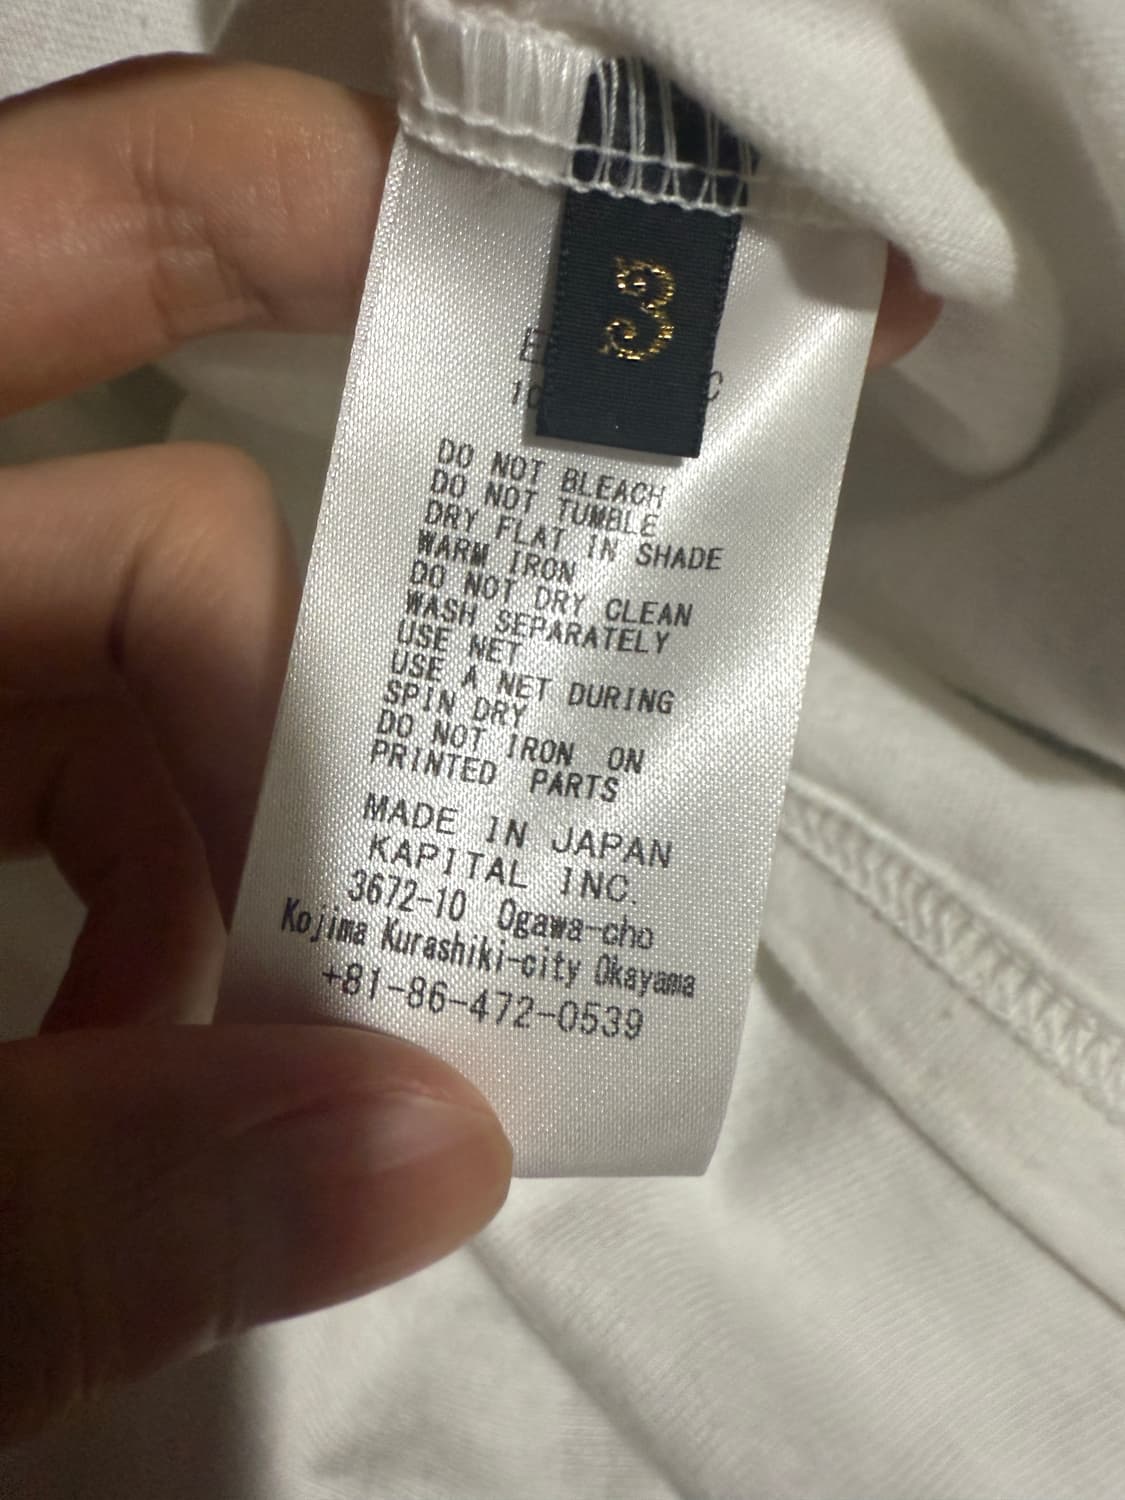 3
DO NOT BLEACH
DO NOT TUMBLE
DRY FLAT IN SHADE
WARM IRON
DO NOT DRY CLEAN
WASH SEPARATELY
USE NET
USE A NET DURING
SPIN DRY
DO NOT IRON ON
PRINTED PARTS
MADE IN JAPAN
KAPITAL INC.
3672-10 Ogawa-cho
Kojima Kurashiki-city Okayama
+81-86-472-0539